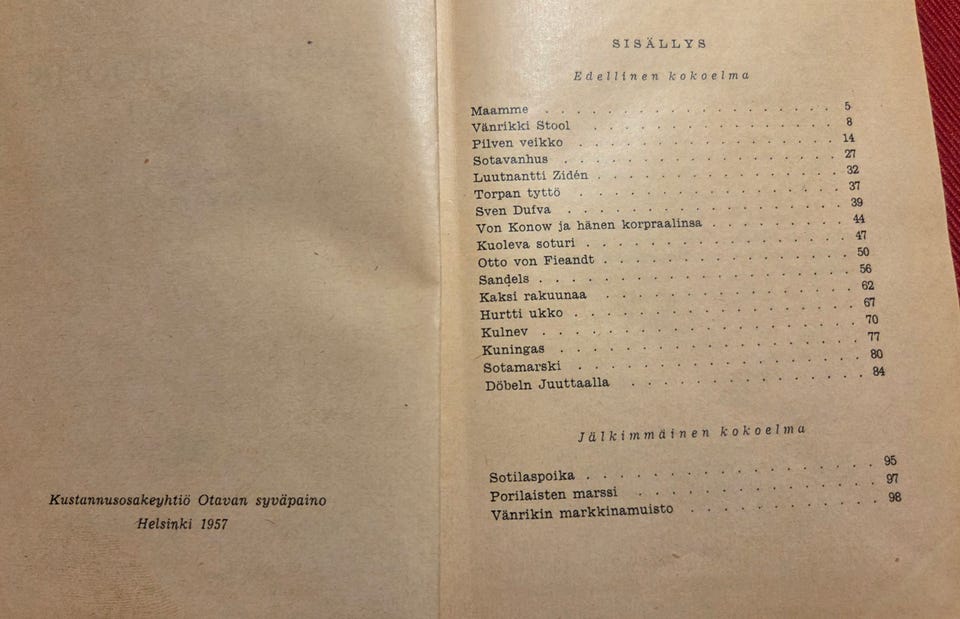 Kustannusosakeyhtiö Otavan syväpaino
Helsinki 1957
SISÄLLYS
Edellinen kokoelma
Maamme . . . . . . . . . . . . . . . . . 5
Vänrikki Stool . . . . . . . . . . . . . . 8
Pilven veikko . . . . . . . . . . . . . . 14
Sotavanhus . . . . . . . . . . . . . . . 27
Luutnantti Zidén . . . . . . . . . . . . . 32
Torpan tyttö . . . . . . . . . . . . . . 37
Sven Dufva . . . . . . . . . . . . . . . 39
Von Konow ja hänen korpraalinsa . . . . . . . 44
Kuoleva soturi . . . . . . . . . . . . . . 47
Otto von Fieandt . . . . . . . . . . . . . 50
Sandels . . . . . . . . . . . . . . . . 56
Kaksi rakuunaa . . . . . . . . . . . . . 62
Hurtti ukko . . . . . . . . . . . . . . . 67
Kulnev . . . . . . . . . . . . . . . . 70
Kuningas . . . . . . . . . . . . . . . 77
Sotamarski . . . . . . . . . . . . . . . 80
Döbeln Juuttaalla . . . . . . . . . . . . 84
Jälkimmäinen kokoelma
Sotilaspoika . . . . . . . . . . . . . . 95
Porilaisten marssi . . . . . . . . . . . . 97
Vänrikin markkinamuisto . . . . . . . . . 98